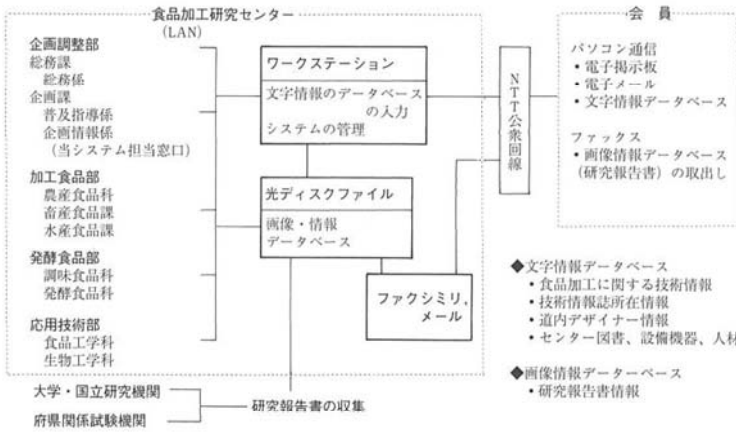 食品加工研究センター
(LAN)
企画調整部
総務課
総務係
企画課
普及指導係
企画情報係
(当システム担当窓口)
加工食品部
農産食品科
畜産食品課
水産食品課
発酵食品部
調味食品科
発酵食品科
応用技術部
食品工学科
生物工学科
大学・国立研究機関
府県関係試験機関
研究報告書の収集
ワークステーション
文字情報のデータベース
の入力
システムの管理
光ディスクファイル
画像・情報
データベース
ファクシミリ,
メール
NTT公衆回線
会員
パソコン通信
・電子掲示板
・電子メール
・文字情報データベース
ファックス
・画像情報データベース
(研究報告書)の取出し
◆文字情報データベース
・食品加工に関する技術情報
・技術情報誌所在情報
・道内デザイナー情報
・センター図書、設備機器、人材
◆画像情報データーベース
・研究報告書情報